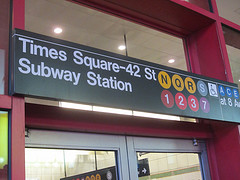 Times Square-42 St N Q R S A C E
Subway Station 1 2 3 7 at 8 Av